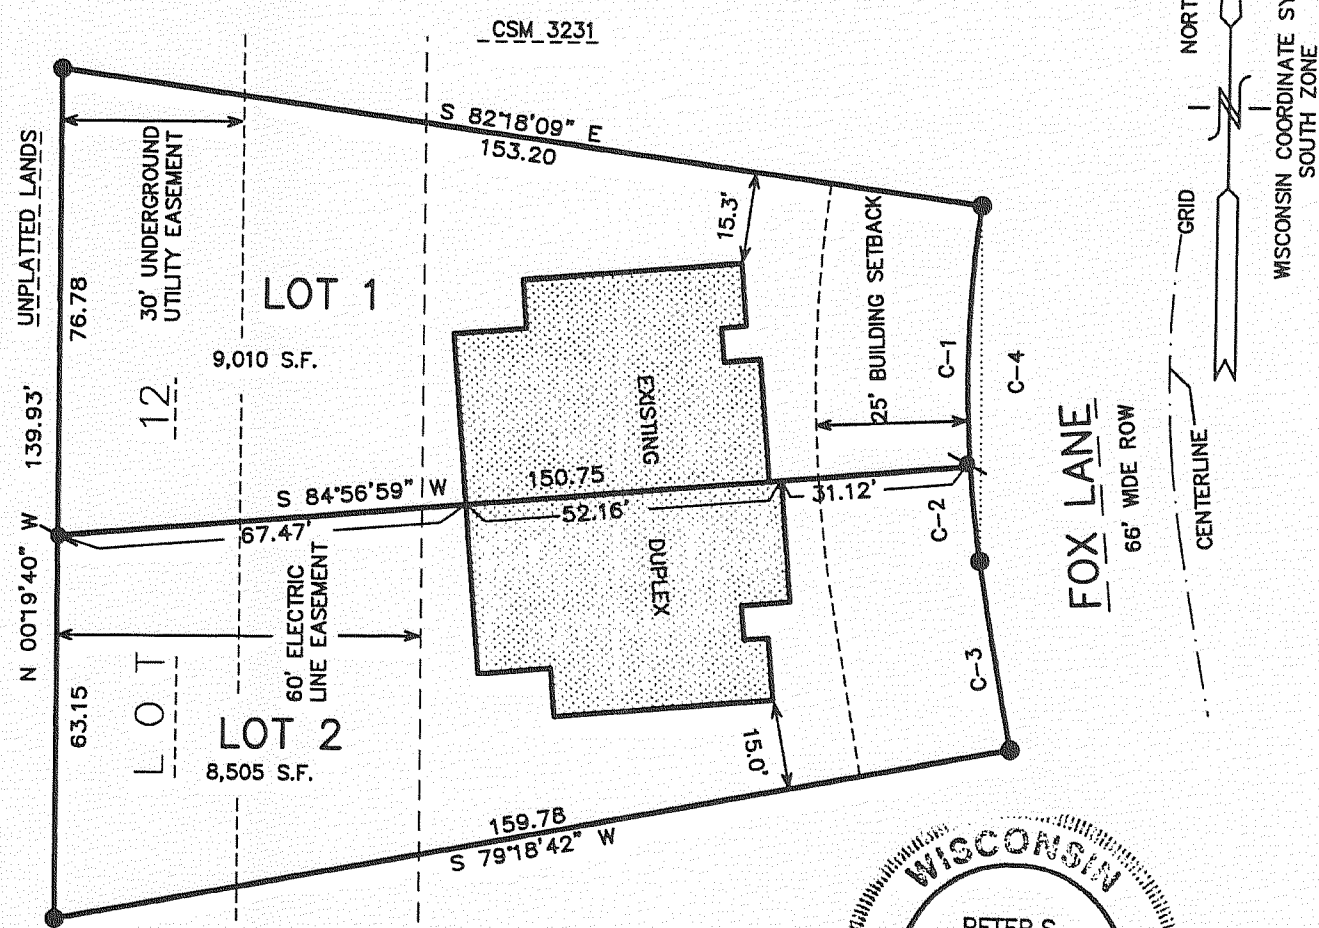 CSM 3231
S 82°18'09" E
153.20
UNPLATTED LANDS
30' UNDERGROUND
UTILITY EASEMENT
76.78
LOT 1
9,010 S.F.
12
139.93'
N 00°19'40" W
15.3'
25' BUILDING SETBACK
C-1
C-4
EXISTING
DUPLEX
S 84°56'59" W
150.75
67.47'
52.16'
31.12'
C-2
C-3
60' ELECTRIC
LINE EASEMENT
63.15
LOT
LOT 2
8,505 S.F.
15.0'
159.78
S 79°18'42" W
FOX LANE
66' WIDE ROW
CENTERLINE
GRID
WISCONSIN COORDINATE
SOUTH ZONE
N
WISCONSIN
PETER S.